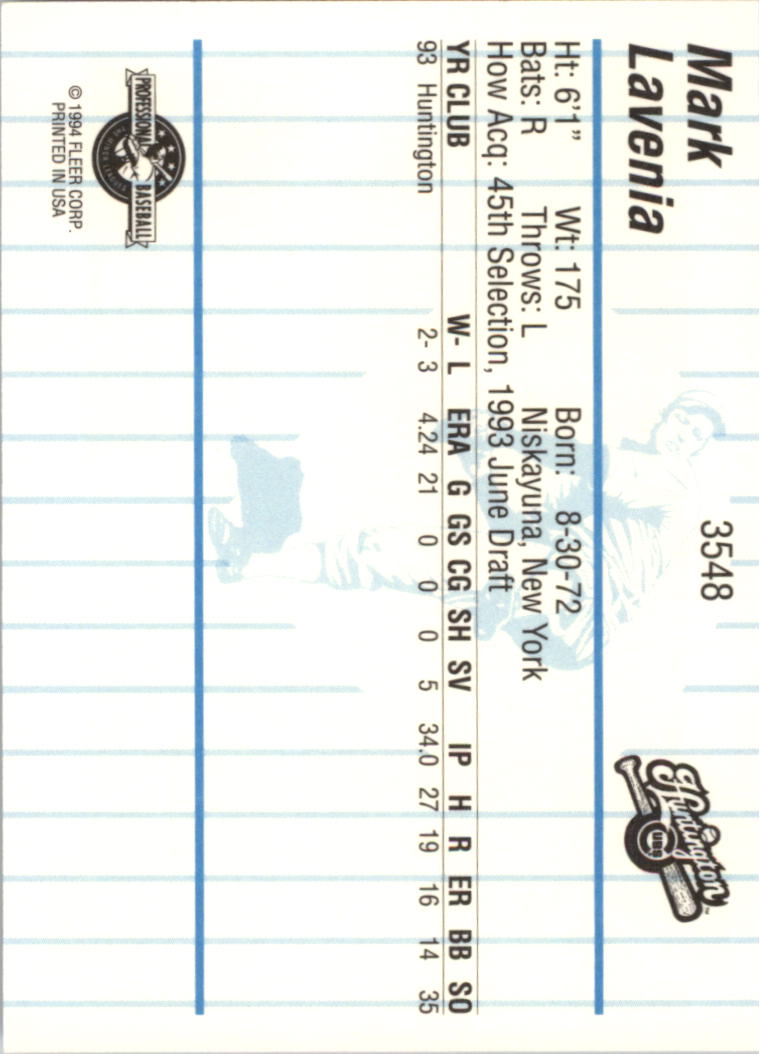 Mark
Lavenia
3548
Huntington
CUBS
Ht: 6'1" Wt: 175 Born: 8-30-72
Bats: R Throws: L Niskayuna, New York
How Acq: 45th Selection, 1993 June Draft
YR CLUB W- L ERA G GS CG SH SV IP H R ER BB SO
93 Huntington 2- 3 4.24 21 0 0 0 5 34.0 27 19 16 14 35
PROFESSIONAL BASEBALL
© 1994 FLEER CORP.
PRINTED IN USA